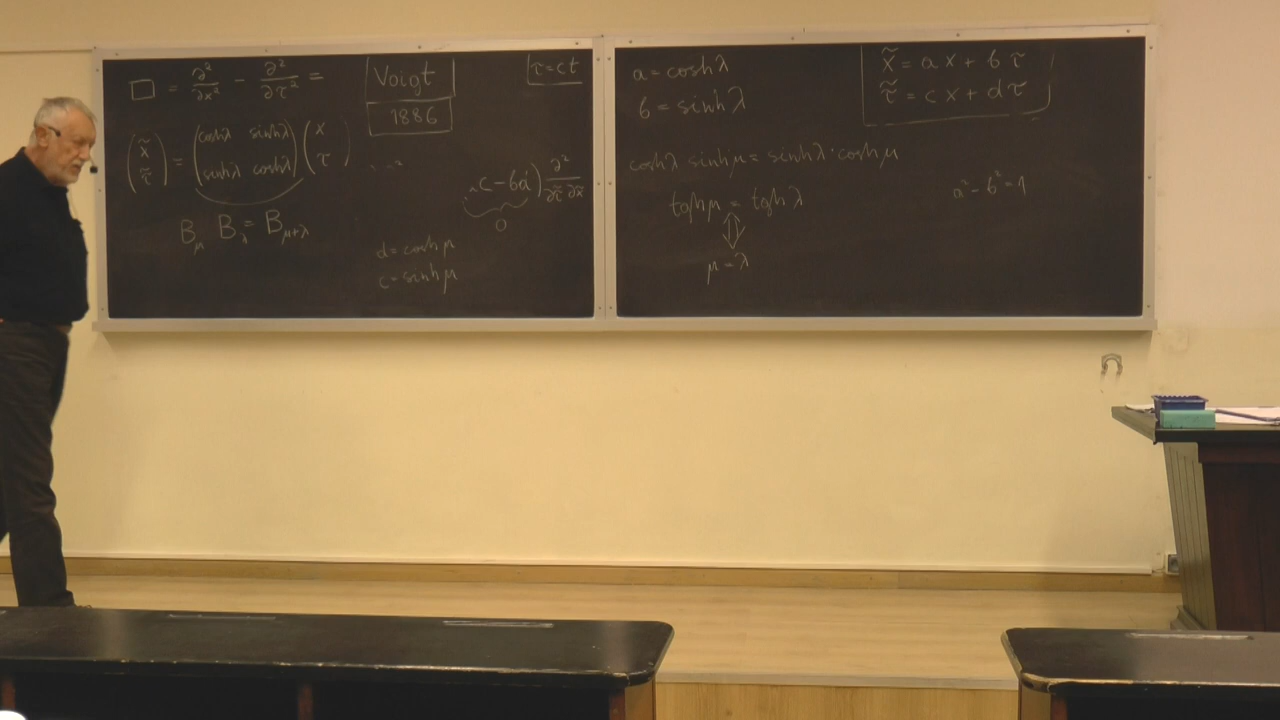 □ = ∂²/∂x² − ∂²/∂τ² =
Voigt
1886
τ=ct
(x̃ τ̃) = (coshλ sinhλ sinhλ coshλ) (x τ)
B_μ B_λ = B_μ+λ
c − bd) ∂²/∂τ̃ ∂x̃
0
d = coshμ
c = sinhμ
a = coshλ
b = sinhλ
x̃ = ax + bτ
τ̃ = cx + dτ
coshλ sinhμ = sinhλ · coshμ
tghμ = tghλ
⇕
μ = λ
a² − b² = 1